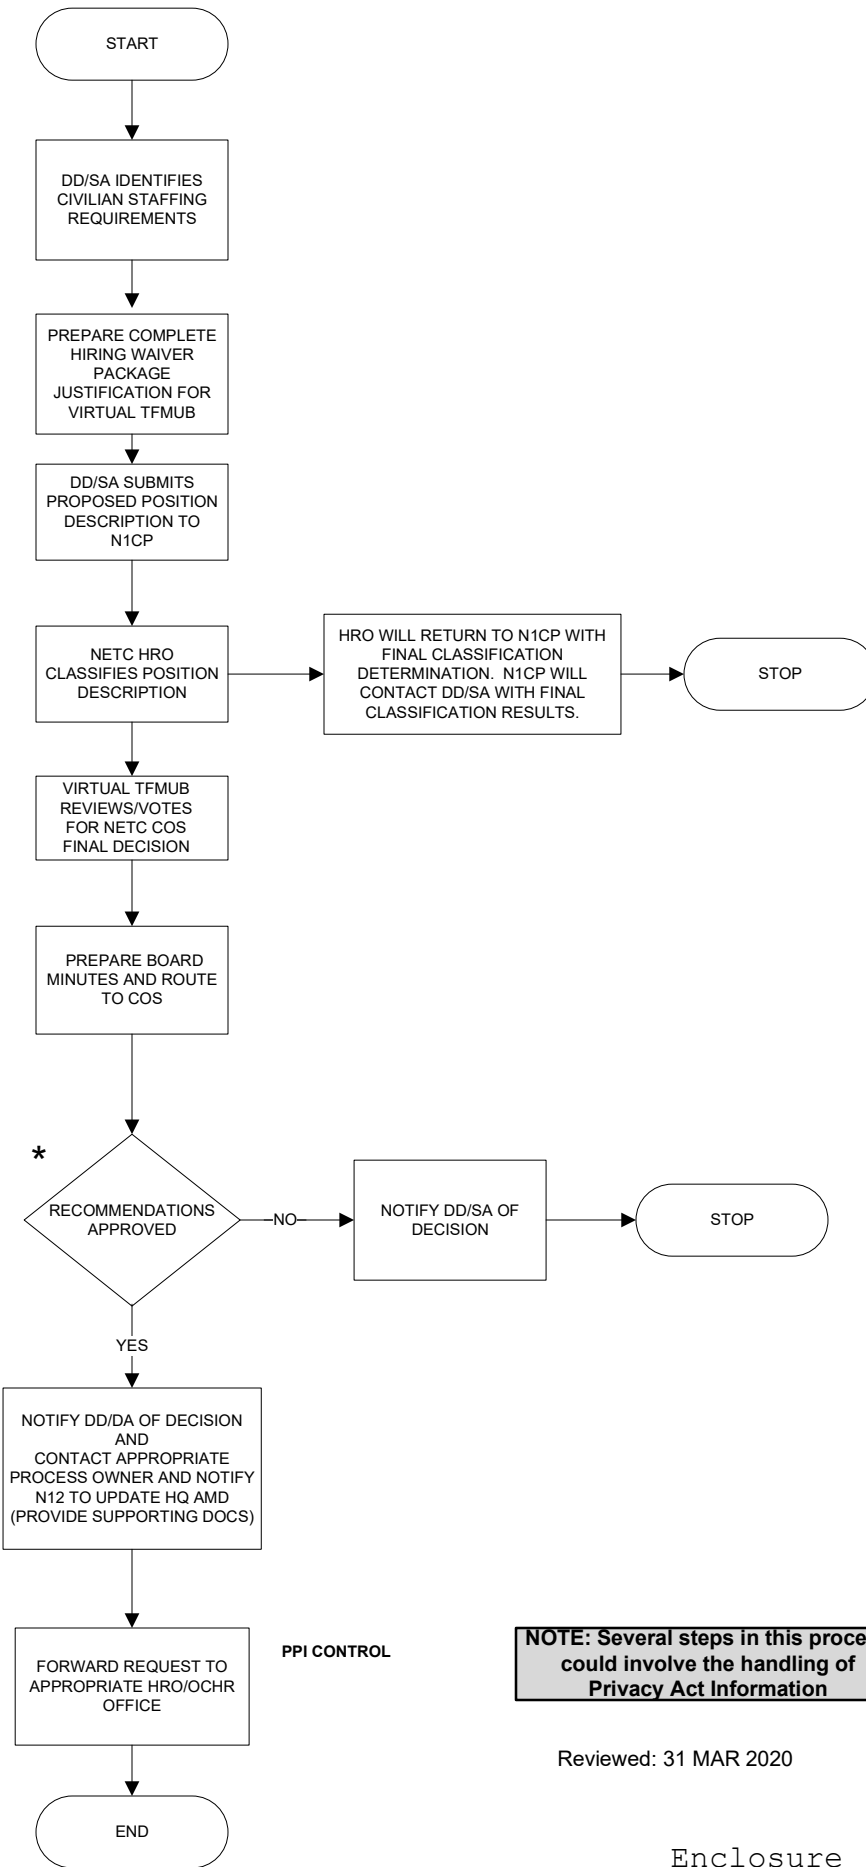 START
DD/SA IDENTIFIES
CIVILIAN STAFFING
REQUIREMENTS
PREPARE COMPLETE
HIRING WAIVER
PACKAGE
JUSTIFICATION FOR
VIRTUAL TFMUB
DD/SA SUBMITS
PROPOSED POSITION
DESCRIPTION TO
N1CP
NETC HRO
CLASSIFIES POSITION
DESCRIPTION
HRO WILL RETURN TO N1CP WITH
FINAL CLASSIFICATION
DETERMINATION.  N1CP WILL
CONTACT DD/SA WITH FINAL
CLASSIFICATION RESULTS.
STOP
VIRTUAL TFMUB
REVIEWS/VOTES
FOR NETC COS
FINAL DECISION
PREPARE BOARD
MINUTES AND ROUTE
TO COS
*
RECOMMENDATIONS
APPROVED
NO
NOTIFY DD/SA OF
DECISION
STOP
YES
NOTIFY DD/DA OF DECISION
AND
CONTACT APPROPRIATE
PROCESS OWNER AND NOTIFY
N12 TO UPDATE HQ AMD
(PROVIDE SUPPORTING DOCS)
FORWARD REQUEST TO
APPROPRIATE HRO/OCHR
OFFICE
PPI CONTROL
NOTE: Several steps in this proce
could involve the handling of
Privacy Act Information
Reviewed: 31 MAR 2020
END
Enclosure